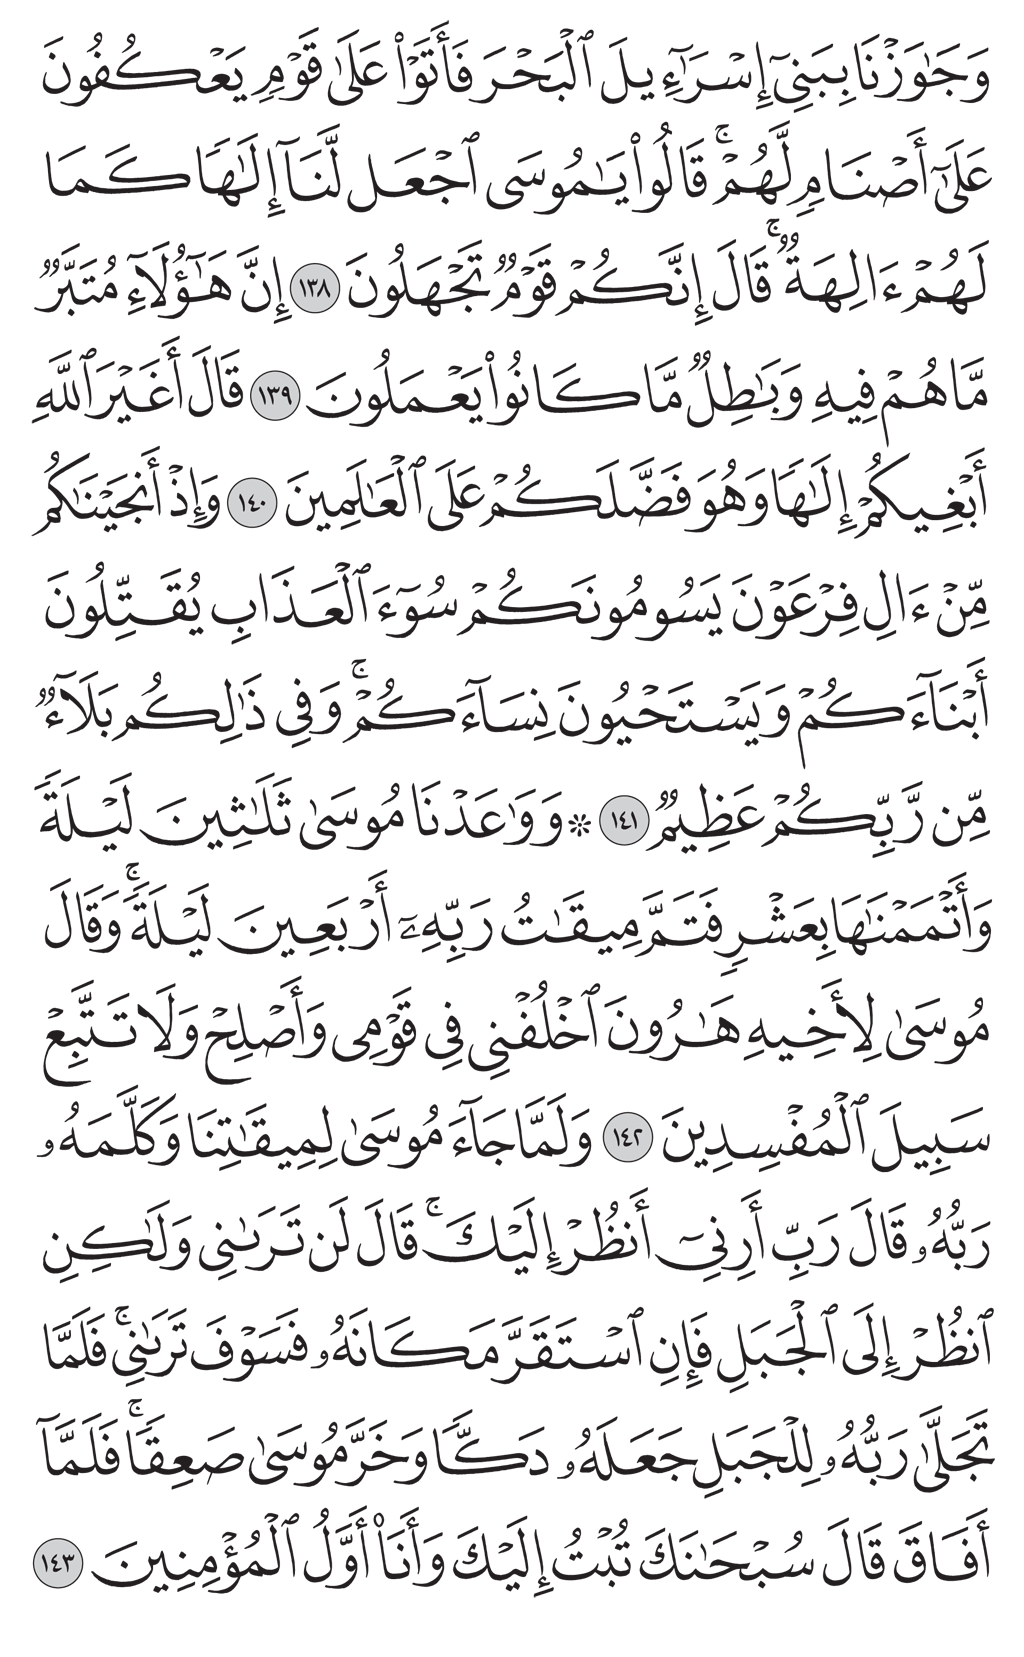 وَجَٰوَزْنَا بِبَنِىٓ إِسْرَٰٓءِيلَ ٱلْبَحْرَ فَأَتَوْا۟ عَلَىٰ قَوْمٍ يَعْكُفُونَ
عَلَىٰٓ أَصْنَامٍ لَّهُمْ ۚ قَالُوا۟ يَٰمُوسَى ٱجْعَل لَّنَآ إِلَٰهًا كَمَا
لَهُمْ ءَالِهَةٌ ۚ قَالَ إِنَّكُمْ قَوْمٌ تَجْهَلُونَ ١٣٨ إِنَّ هَٰٓؤُلَآءِ مُتَبَّرٌ
مَّا هُمْ فِيهِ وَبَٰطِلٌ مَّا كَانُوا۟ يَعْمَلُونَ ١٣٩ قَالَ أَغَيْرَ ٱللَّهِ
أَبْغِيكُمْ إِلَٰهًا وَهُوَ فَضَّلَكُمْ عَلَى ٱلْعَٰلَمِينَ ١٤٠ وَإِذْ أَنجَيْنَٰكُم
مِّنْ ءَالِ فِرْعَوْنَ يَسُومُونَكُمْ سُوٓءَ ٱلْعَذَابِ يُقَتِّلُونَ
أَبْنَآءَكُمْ وَيَسْتَحْيُونَ نِسَآءَكُمْ ۚ وَفِى ذَٰلِكُم بَلَآءٌ
مِّن رَّبِّكُمْ عَظِيمٌ ١٤١ ۞ وَوَٰعَدْنَا مُوسَىٰ ثَلَٰثِينَ لَيْلَةً
وَأَتْمَمْنَٰهَا بِعَشْرٍ فَتَمَّ مِيقَٰتُ رَبِّهِۦٓ أَرْبَعِينَ لَيْلَةً ۚ وَقَالَ
مُوسَىٰ لِأَخِيهِ هَٰرُونَ ٱخْلُفْنِى فِى قَوْمِى وَأَصْلِحْ وَلَا تَتَّبِعْ
سَبِيلَ ٱلْمُفْسِدِينَ ١٤٢ وَلَمَّا جَآءَ مُوسَىٰ لِمِيقَٰتِنَا وَكَلَّمَهُۥ
رَبُّهُۥ قَالَ رَبِّ أَرِنِىٓ أَنظُرْ إِلَيْكَ ۚ قَالَ لَن تَرَىٰنِى وَلَٰكِنِ
ٱنظُرْ إِلَى ٱلْجَبَلِ فَإِنِ ٱسْتَقَرَّ مَكَانَهُۥ فَسَوْفَ تَرَىٰنِى ۚ فَلَمَّا
تَجَلَّىٰ رَبُّهُۥ لِلْجَبَلِ جَعَلَهُۥ دَكًّا وَخَرَّ مُوسَىٰ صَعِقًا ۚ فَلَمَّآ
أَفَاقَ قَالَ سُبْحَٰنَكَ تُبْتُ إِلَيْكَ وَأَنَا۠ أَوَّلُ ٱلْمُؤْمِنِينَ ١٤٣